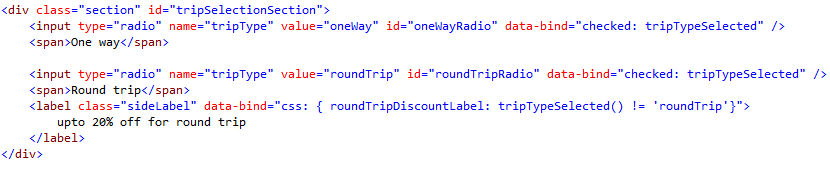 <div class="section" id="tripSelectionSection">
<input type="radio" name="tripType" value="oneWay" id="oneWayRadio" data-bind="checked: tripTypeSelected" />
<span>One way</span>
<input type="radio" name="tripType" value="roundTrip" id="roundTripRadio" data-bind="checked: tripTypeSelected" />
<span>Round trip</span>
<label class="sideLabel" data-bind="css: { roundTripDiscountLabel: tripTypeSelected() != 'roundTrip'}">
upto 20% off for round trip
</label>
</div>